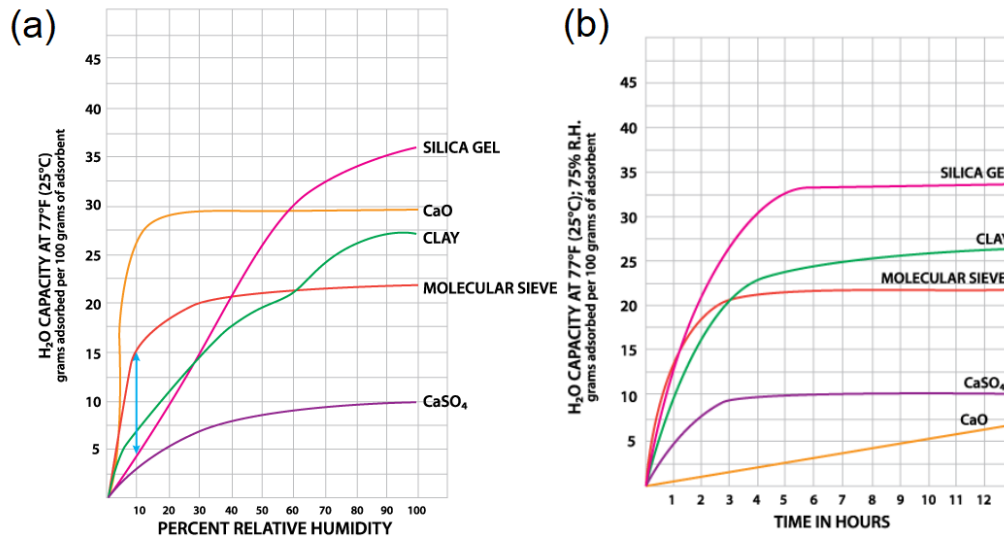 (a)
H₂O CAPACITY AT 77°F (25°C)
grams adsorbed per 100 grams of adsorbent
45
40
35
30
25
20
15
10
5
SILICA GEL
CaO
CLAY
MOLECULAR SIEVE
CaSO₄
10 20 30 40 50 60 70 80 90 100
PERCENT RELATIVE HUMIDITY
(b)
H₂O CAPACITY AT 77°F (25°C); 75% R.H.
grams adsorbed per 100 grams of adsorbent
45
40
35
30
25
20
15
10
5
SILICA GE
CLAY
MOLECULAR SIEVE
CaSO₄
CaO
1 2 3 4 5 6 7 8 9 10 11 12
TIME IN HOURS